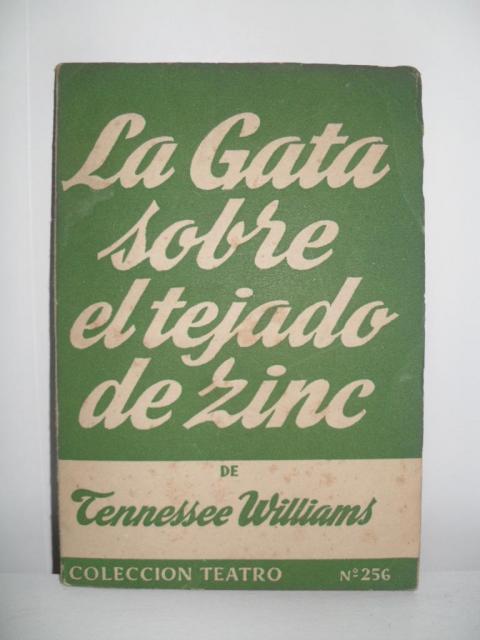 La Gata
sobre
el tejado
de zinc
DE
Tennessee Williams
COLECCION TEATRO Nº 256